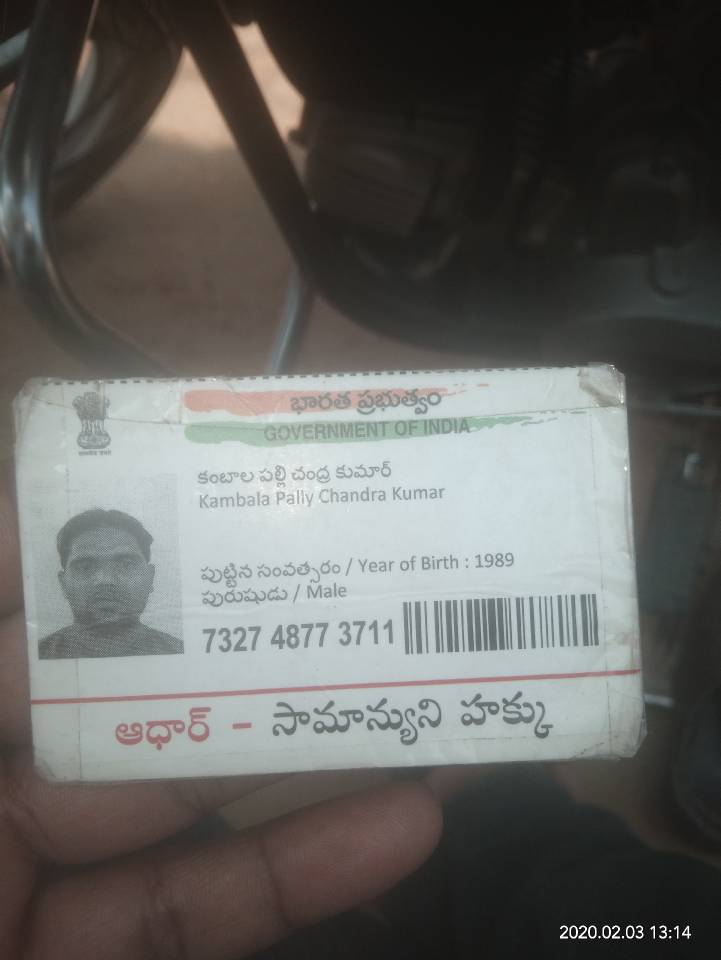 భారత ప్రభుత్వం
GOVERNMENT OF INDIA
కంబాల పల్లి చంద్ర కుమార్
Kambala Pally Chandra Kumar
పుట్టిన సంవత్సరం / Year of Birth : 1989
పురుషుడు / Male
7327 4877 3711
ఆధార్ - సామాన్యుని హక్కు
2020.02.03 13:14